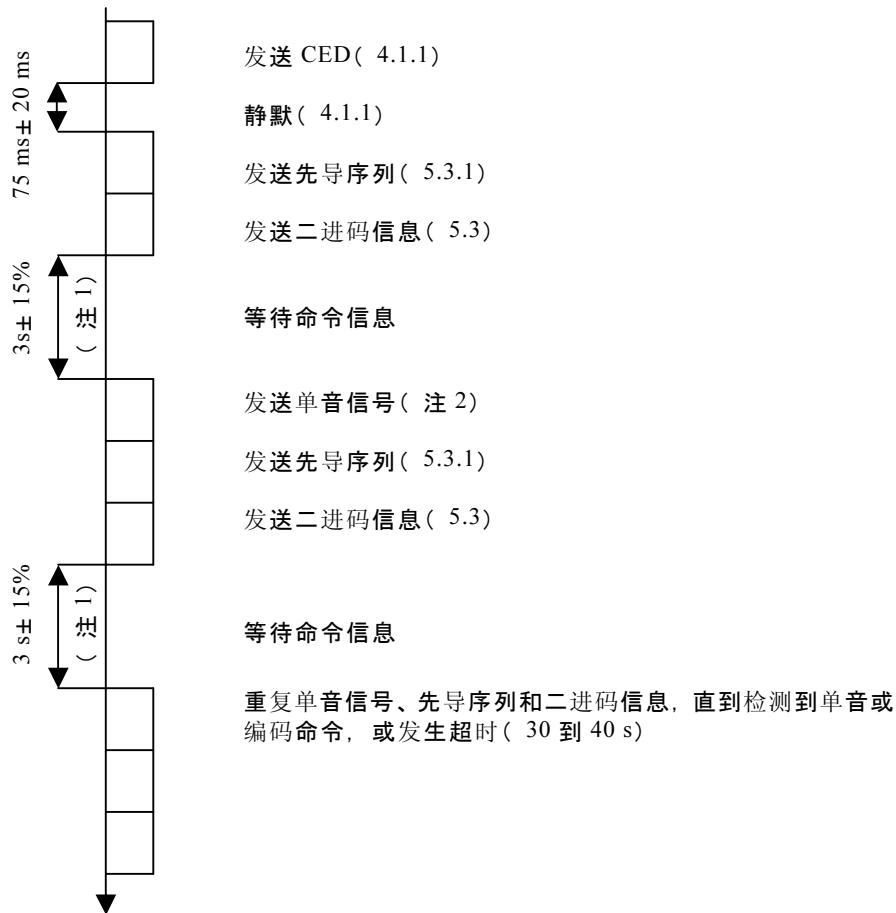 发送 CED( 4.1.1)
75 ms± 20 ms
静默( 4.1.1)
发送先导序列( 5.3.1)
发送二进码信息( 5.3)
3s± 15%
( 注 1)
等待命令信息
发送单音信号( 注 2)
发送先导序列( 5.3.1)
发送二进码信息( 5.3)
3 s± 15%
( 注 1)
等待命令信息
重复单音信号、先导序列和二进码信息, 直到检测到单音或
编码命令, 或发生超时( 30 到 40 s)